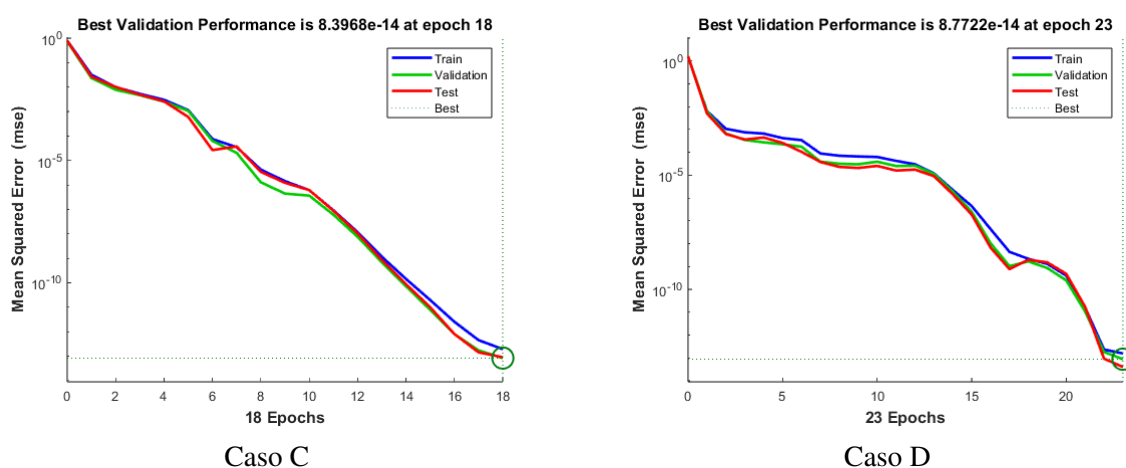 Best Validation Performance is 8.3968e-14 at epoch 18
Mean Squared Error (mse)
10^0
10^-5
10^-10
Train
Validation
Test
Best
0 2 4 6 8 10 12 14 16 18
18 Epochs
Caso C
Best Validation Performance is 8.7722e-14 at epoch 23
Mean Squared Error (mse)
10^0
10^-5
10^-10
Train
Validation
Test
Best
0 5 10 15 20
23 Epochs
Caso D